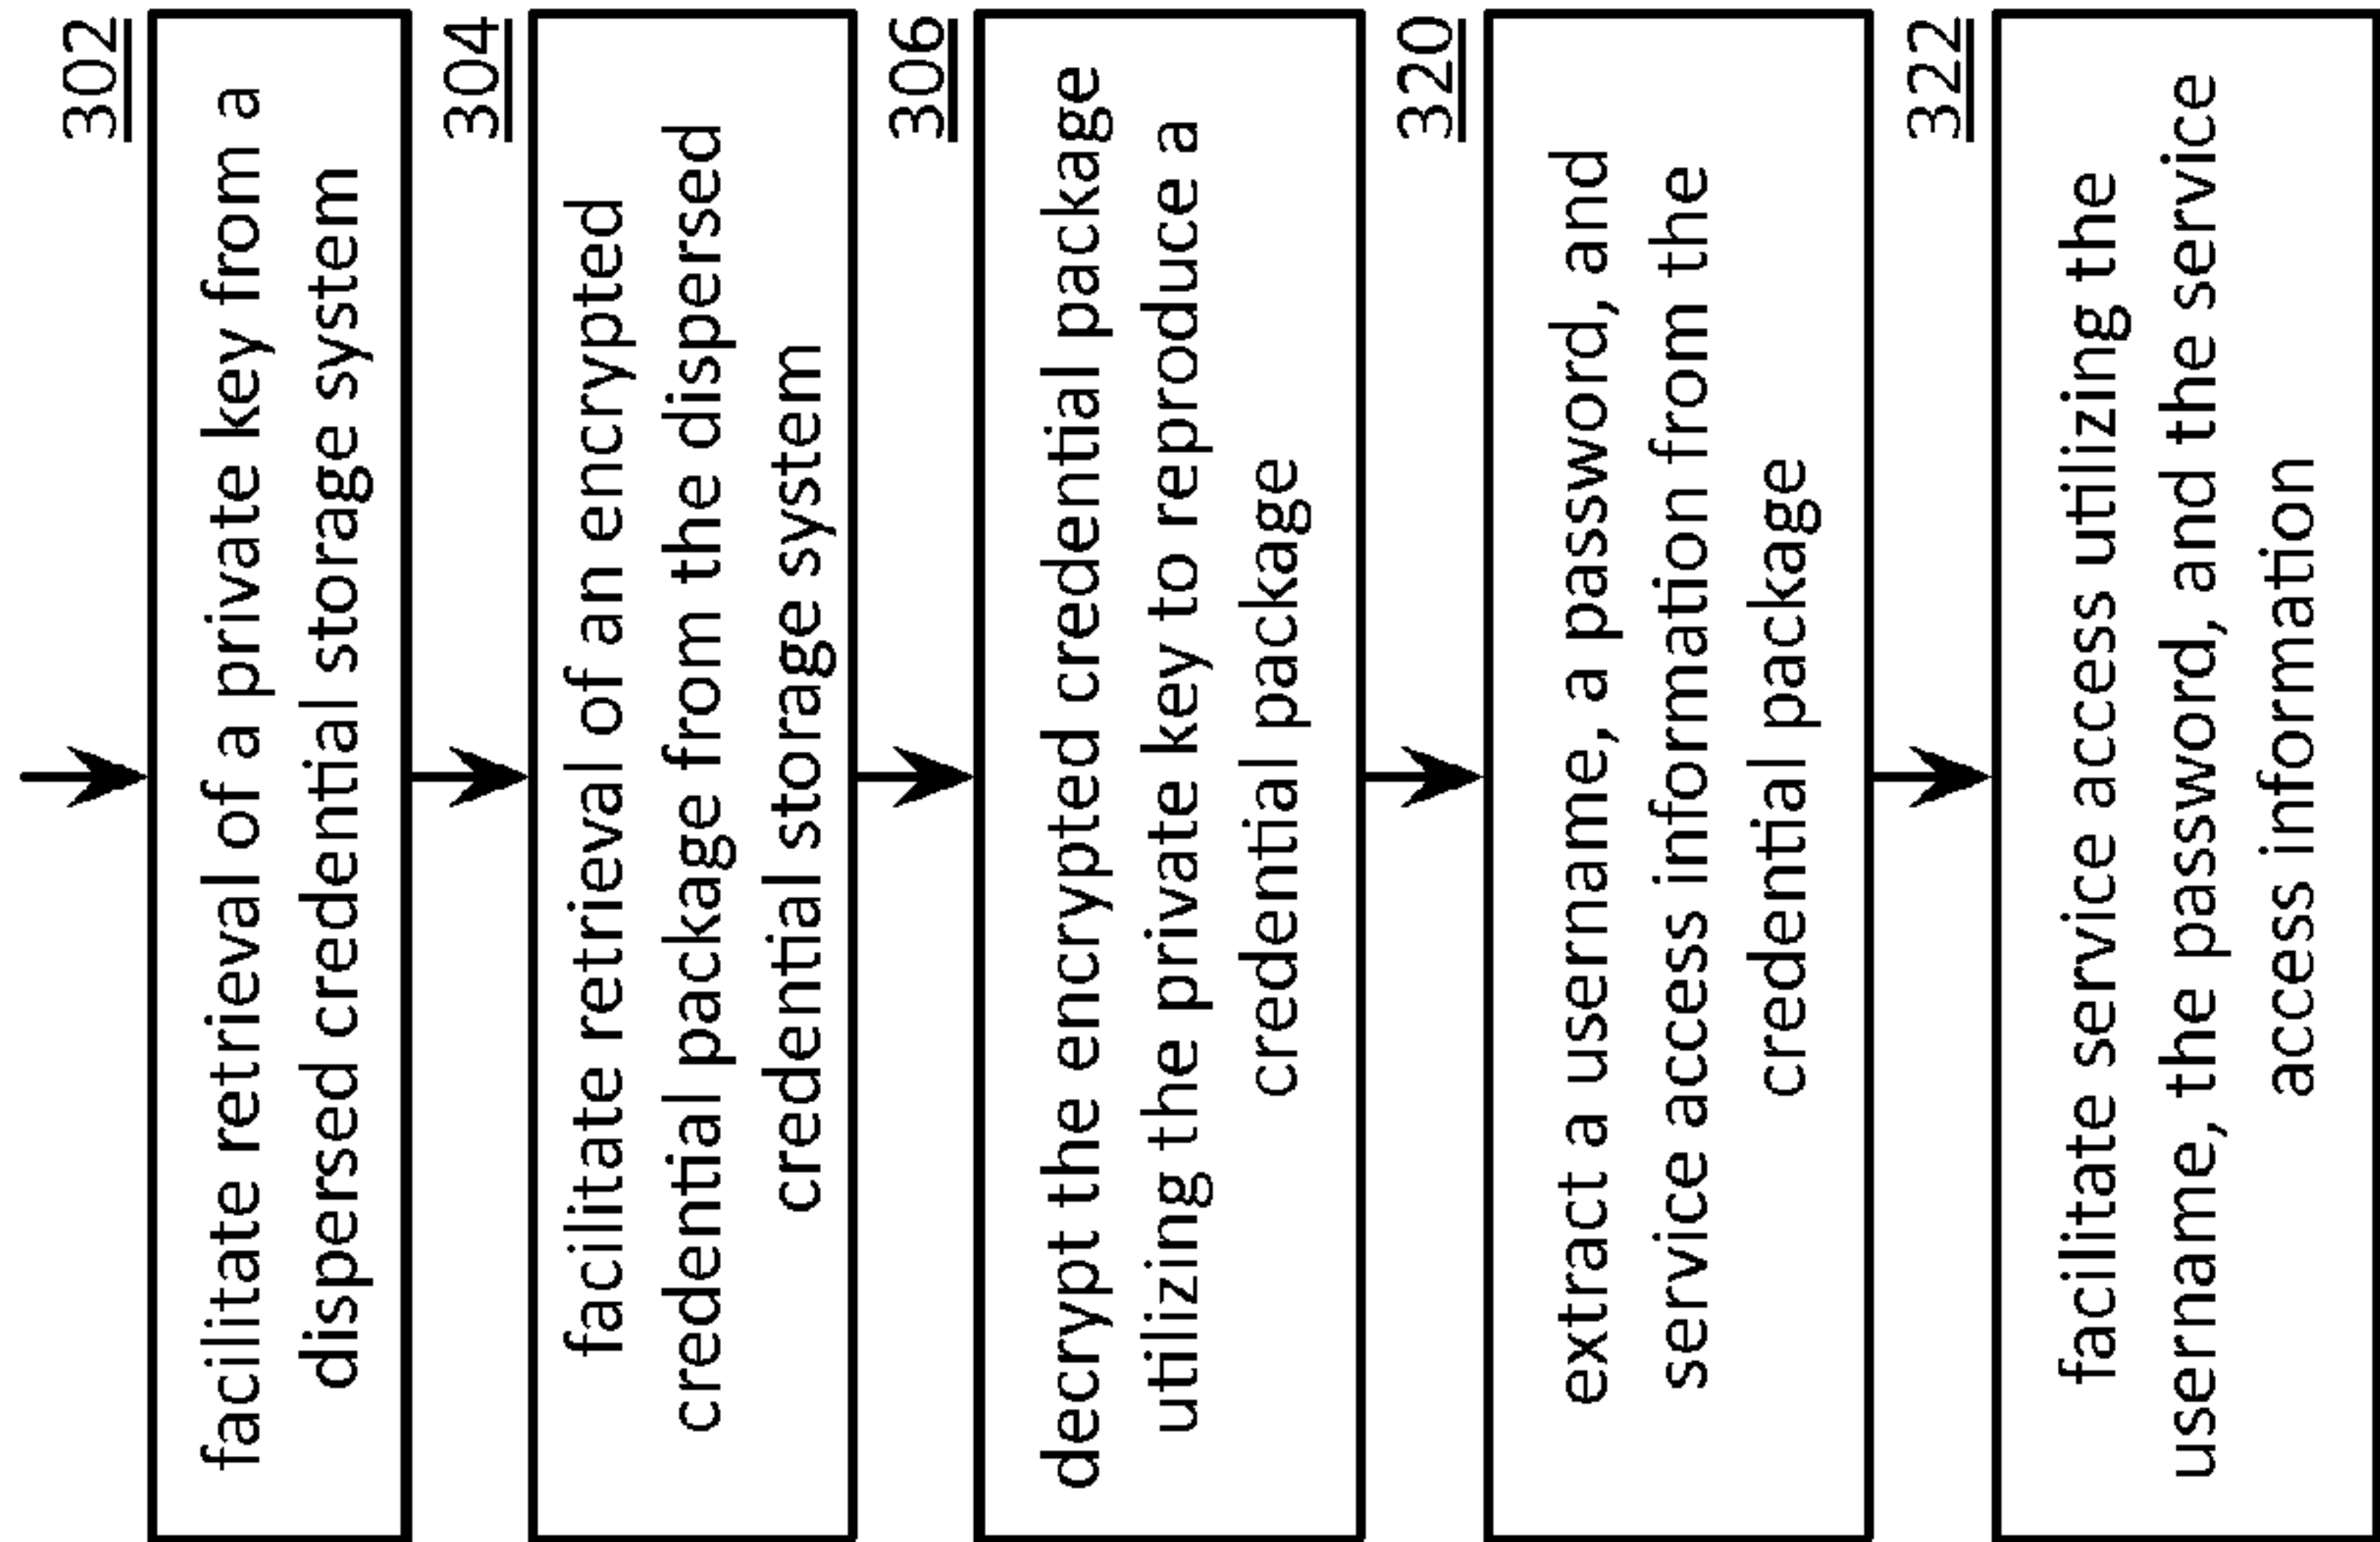 302
facilitate retrieval of a private key from a
dispersed credential storage system
304
facilitate retrieval of an encrypted
credential package from the dispersed
credential storage system
306
decrypt the encrypted credential package
utilizing the private key to reproduce a
credential package
320
extract a username, a password, and
service access information from the
credential package
322
facilitate service access utilizing the
username, the password, and the service
access information